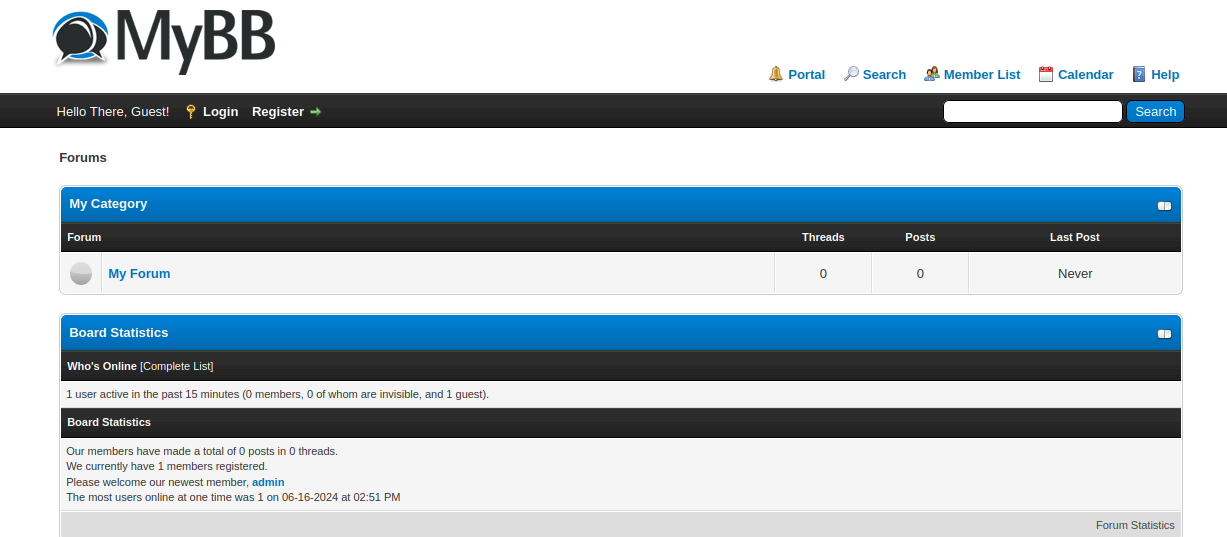 MyBB
Portal Search Member List Calendar Help
Hello There, Guest! Login Register Search
Forums
My Category
Forum Threads Posts Last Post
My Forum 0 0 Never
Board Statistics
Who's Online [Complete List]
1 user active in the past 15 minutes (0 members, 0 of whom are invisible, and 1 guest).
Board Statistics
Our members have made a total of 0 posts in 0 threads.
We currently have 1 members registered.
Please welcome our newest member, admin
The most users online at one time was 1 on 06-16-2024 at 02:51 PM
Forum Statistics